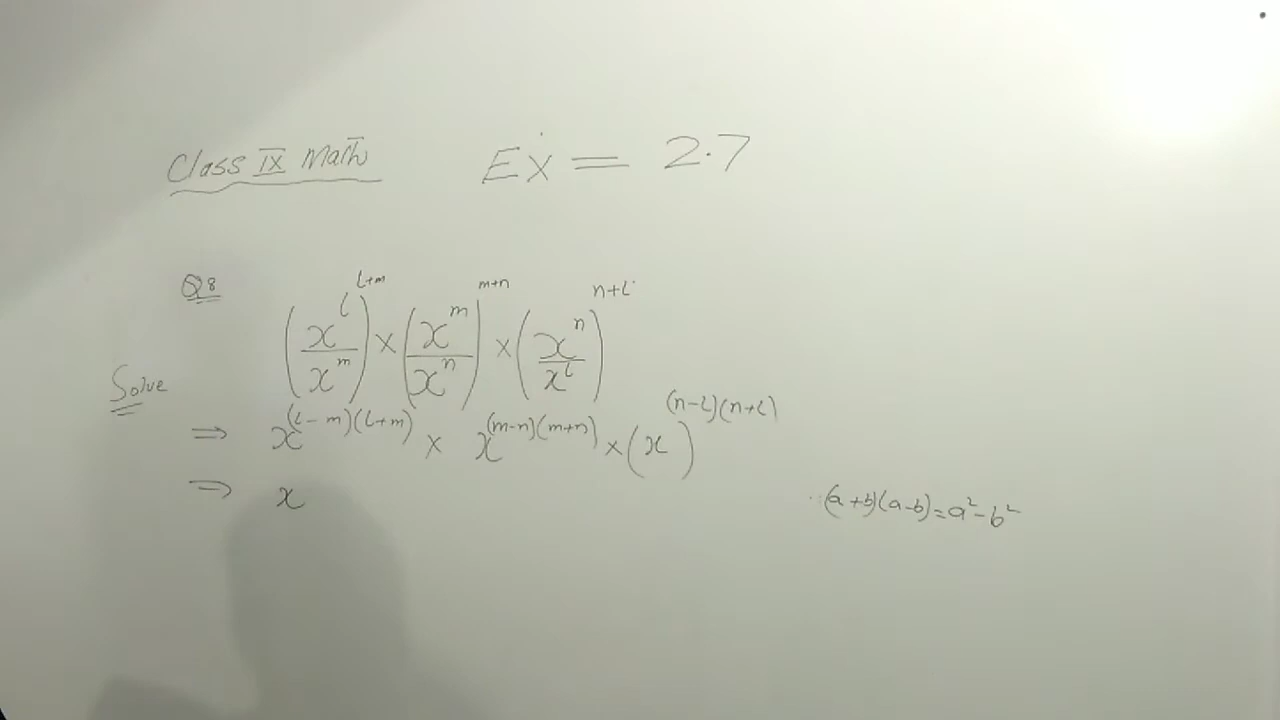 Class IX Math Ex = 2.7
Q8
(x^l/x^m)^(l+m) × (x^m/x^n)^(m+n) × (x^n/x^l)^(n+l)
Solve
⇒ x^(l-m)(l+m) × x^(m-n)(m+n) × (x)^(n-l)(n+l)
⇒ x ∵ (a+b)(a-b)=a²-b²